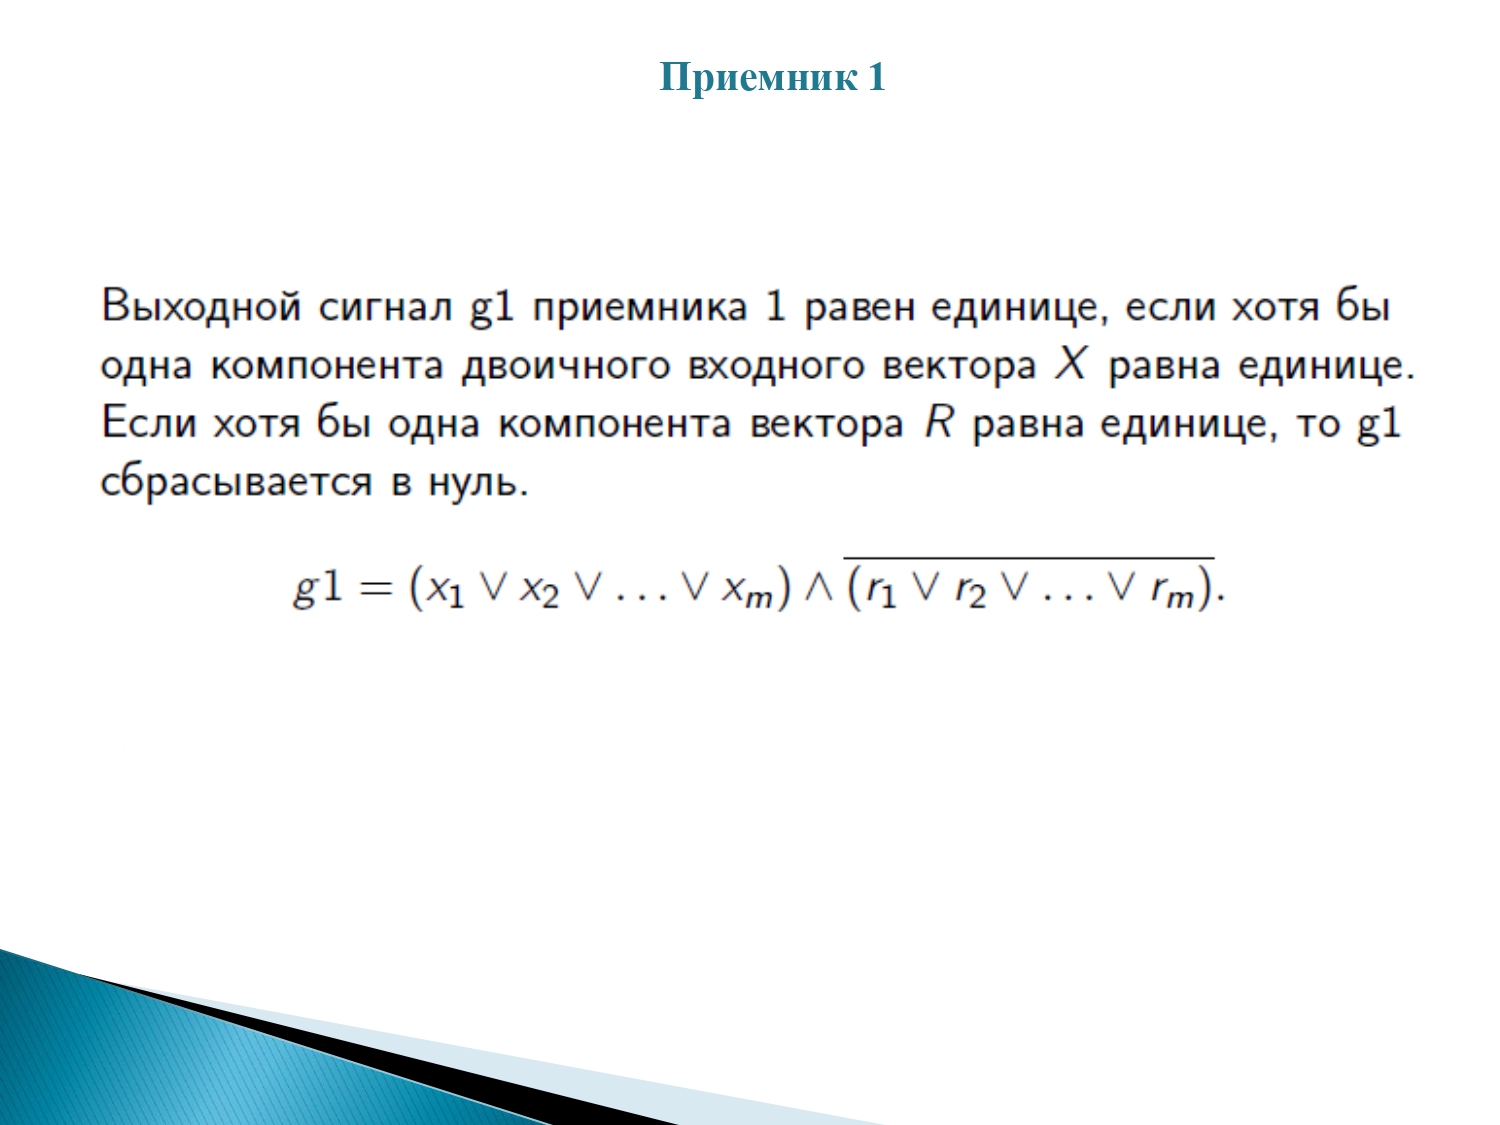 Приемник 1
Выходной сигнал g1 приемника 1 равен единице, если хотя бы
одна компонента двоичного входного вектора X равна единице.
Если хотя бы одна компонента вектора R равна единице, то g1
сбрасывается в нуль.
$g1 = (x_1 \vee x_2 \vee \ldots \vee x_m) \wedge \overline{(r_1 \vee r_2 \vee \ldots \vee r_m)}.$